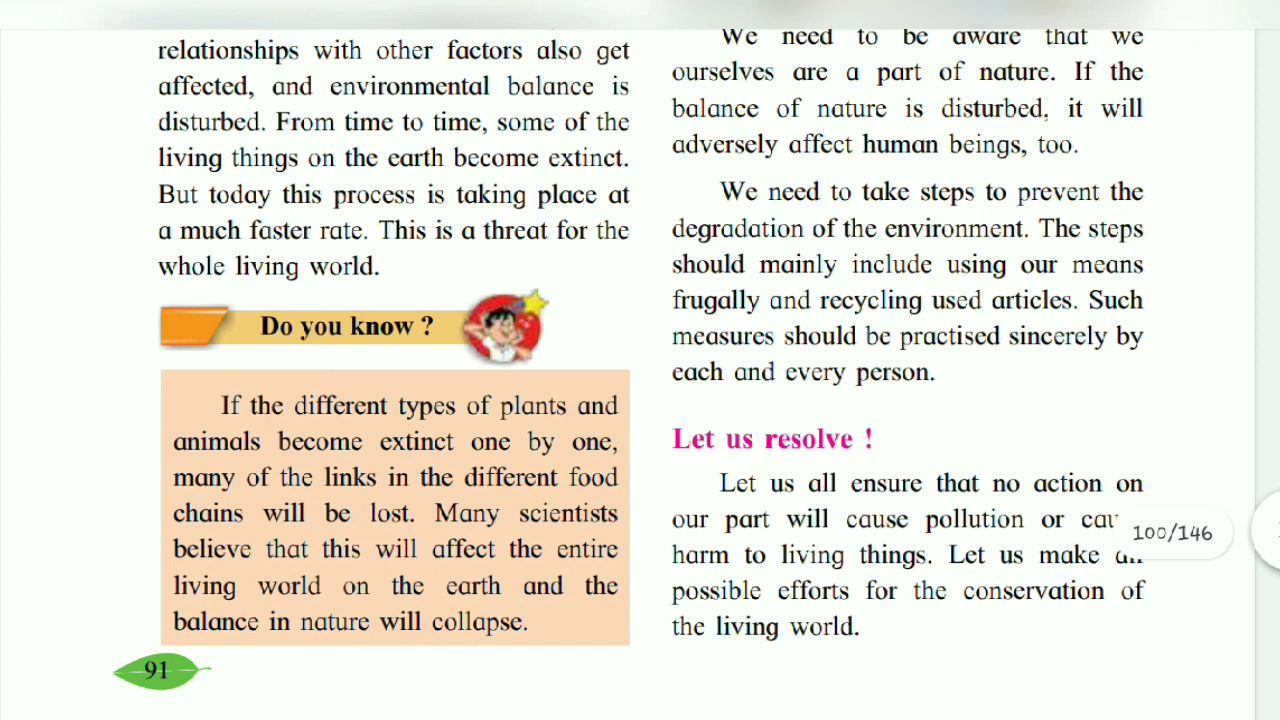 relationships with other factors also get
affected, and environmental balance is
disturbed. From time to time, some of the
living things on the earth become extinct.
But today this process is taking place at
a much faster rate. This is a threat for the
whole living world.
Do you know ?
If the different types of plants and
animals become extinct one by one,
many of the links in the different food
chains will be lost. Many scientists
believe that this will affect the entire
living world on the earth and the
balance in nature will collapse.
91
We need to be aware that we
ourselves are a part of nature. If the
balance of nature is disturbed, it will
adversely affect human beings, too.
We need to take steps to prevent the
degradation of the environment. The steps
should mainly include using our means
frugally and recycling used articles. Such
measures should be practised sincerely by
each and every person.
Let us resolve !
Let us all ensure that no action on
our part will cause pollution or
harm to living things. Let us make
possible efforts for the conservation of
the living world.
100/146